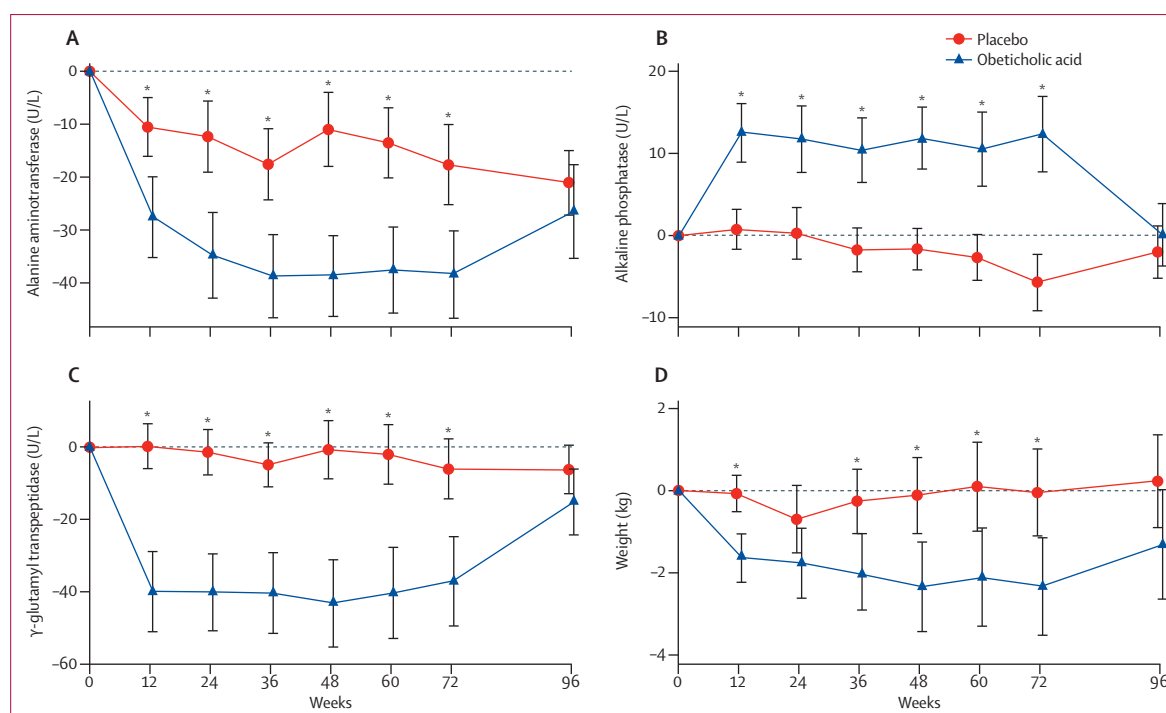 A
B
Placebo
Obeticholic acid
Alanine aminotransferase (U/L)
0
–10
–20
–30
–40
* * * * * *
Alkaline phosphatase (U/L)
20
10
0
–10
* * * * * *
C
γ-glutamyl transpeptidase (U/L)
0
–20
–40
–60
* * * * * *
0 12 24 36 48 60 72 96
Weeks
D
Weight (kg)
2
0
–2
–4
* * * * * *
0 12 24 36 48 60 72 96
Weeks